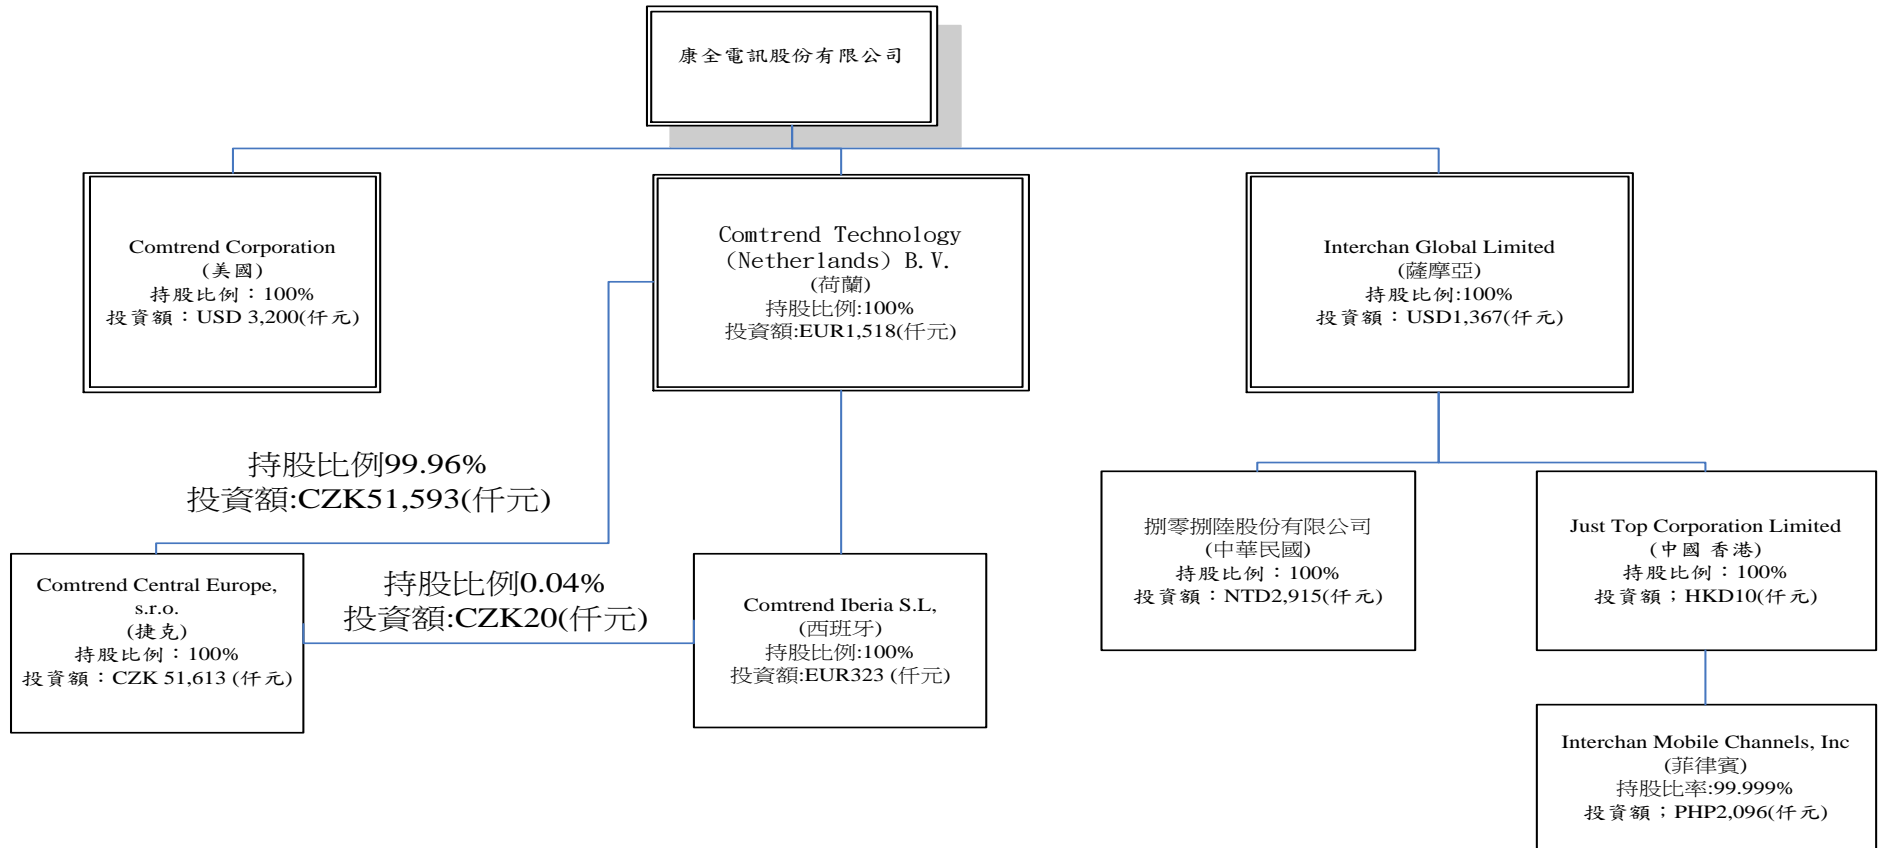 康全電訊股份有限公司
Comtrend Corporation
(美國)
持股比例：100%
投資額：USD 3,200(仟元)
Comtrend Technology
(Netherlands) B.V.
(荷蘭)
持股比例:100%
投資額:EUR1,518(仟元)
Interchan Global Limited
(薩摩亞)
持股比例:100%
投資額：USD1,367(仟元)
持股比例99.96%
投資額:CZK51,593(仟元)
持股比例0.04%
投資額:CZK20(仟元)
Comtrend Central Europe,
s.r.o.
(捷克)
持股比例：100%
投資額：CZK 51,613 (仟元)
Comtrend Iberia S.L,
(西班牙)
持股比例:100%
投資額:EUR323 (仟元)
捌零捌陸股份有限公司
(中華民國)
持股比例：100%
投資額：NTD2,915(仟元)
Just Top Corporation Limited
(中國 香港)
持股比例：100%
投資額；HKD10(仟元)
Interchan Mobile Channels, Inc
(菲律賓)
持股比率:99.999%
投資額；PHP2,096(仟元)